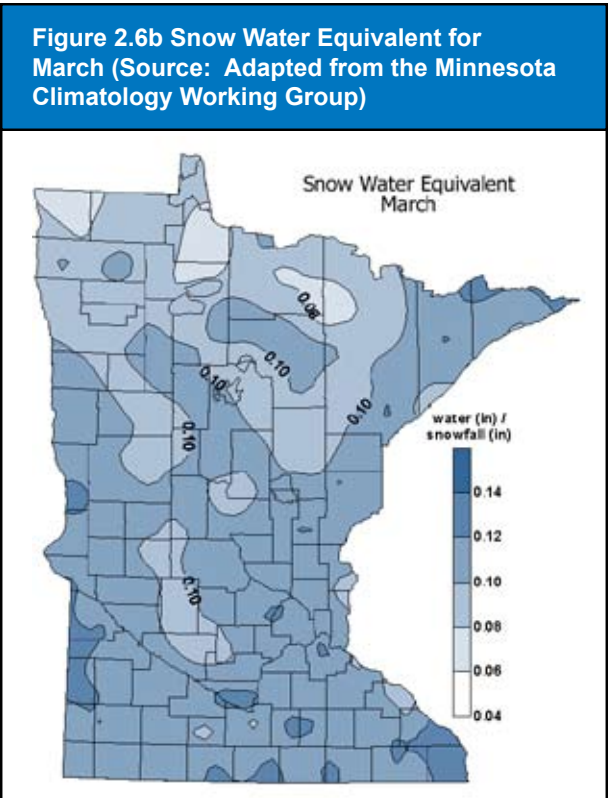 Figure 2.6b Snow Water Equivalent for
March (Source:  Adapted from the Minnesota
Climatology Working Group)
Snow Water Equivalent
March
0.08
0.10
0.10
0.10
0.10
0.10
water (in) /
snowfall (in)
0.14
0.12
0.10
0.08
0.06
0.04